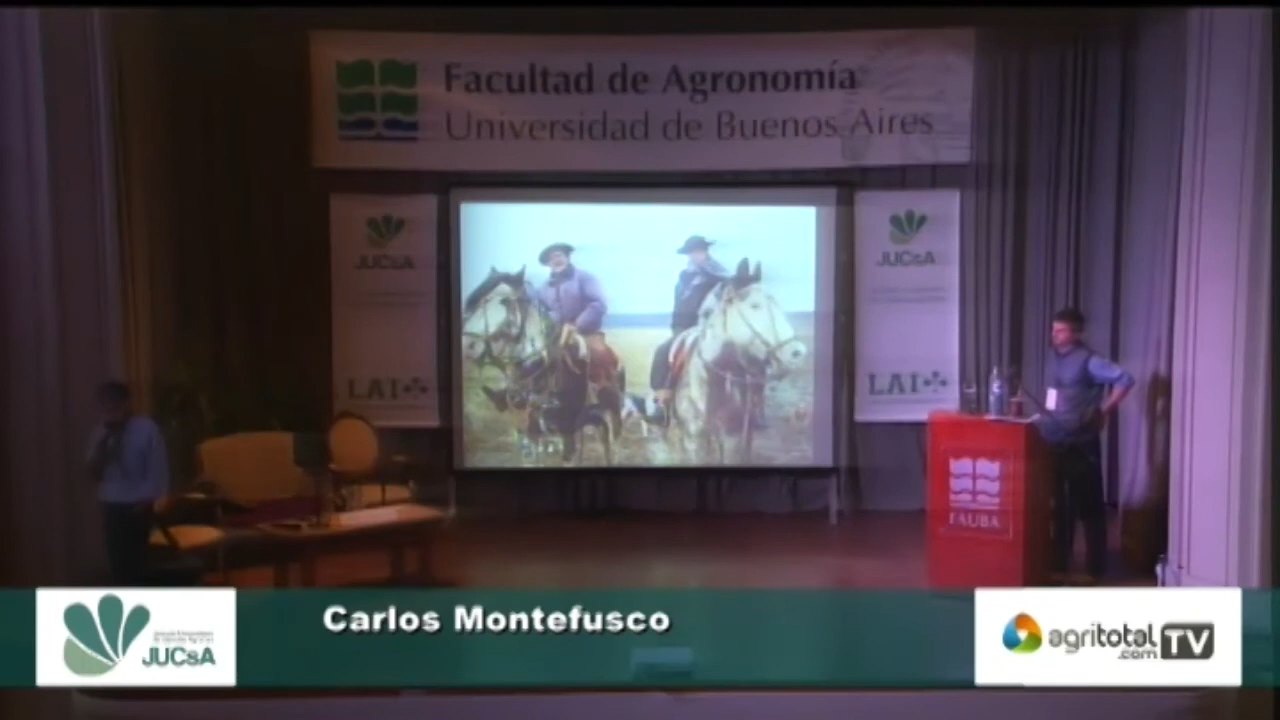 Facultad de Agronomía
Universidad de Buenos Aires
JUCsA
JUCsA
LAI
LAI
FAUBA
Carlos Montefusco
JUCsA
agritotal
.com
TV